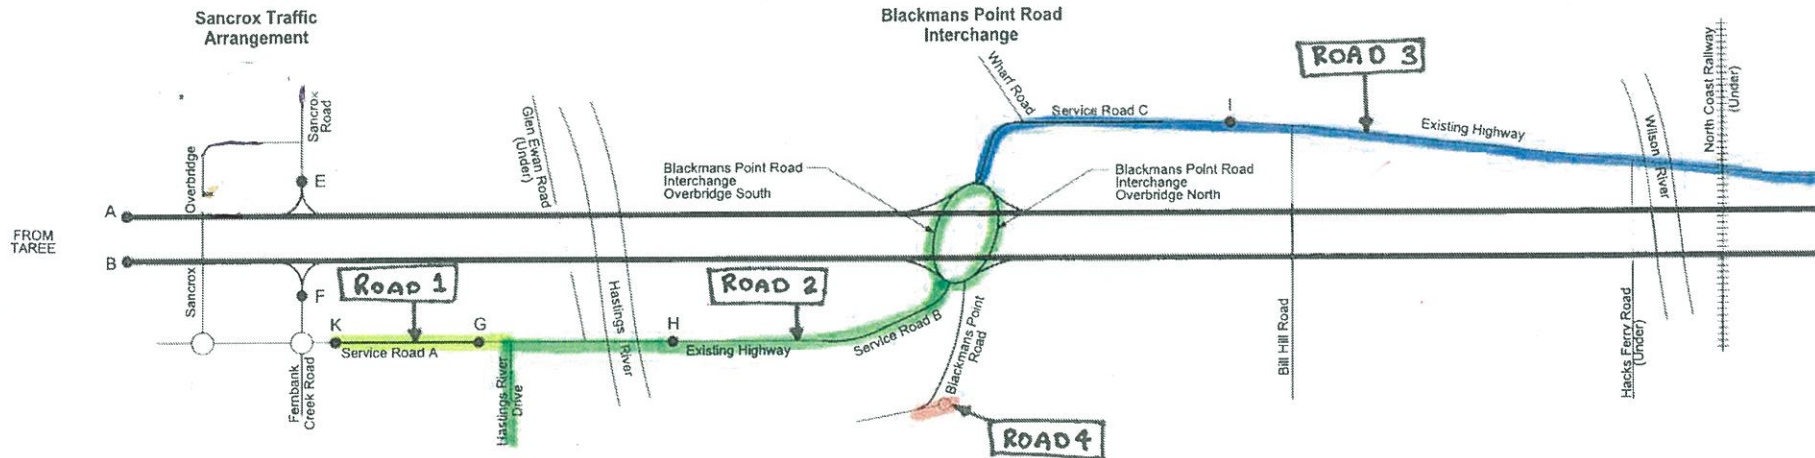 Sancrox Traffic
Arrangement
Blackmans Point Road
Interchange
ROAD 3
North Coast Railway
(Under)
Wharf Road
Service Road C
I
Existing Highway
Wilson River
Sancrox
Road
Glen Ewan Road
(Under)
Overbridge
E
Blackmans Point Road
Interchange
Overbridge South
Blackmans Point Road
Interchange
Overbridge North
A
FROM
TAREE
B
Sancrox
F
ROAD 1
ROAD 2
Hastings River
K
G
H
Service Road A
Existing Highway
Service Road B
Blackmans Point
Road
Bill Hill Road
Hacks Ferry Road
(Under)
Fernbank
Creek Road
Hastings River
Drive
ROAD 4